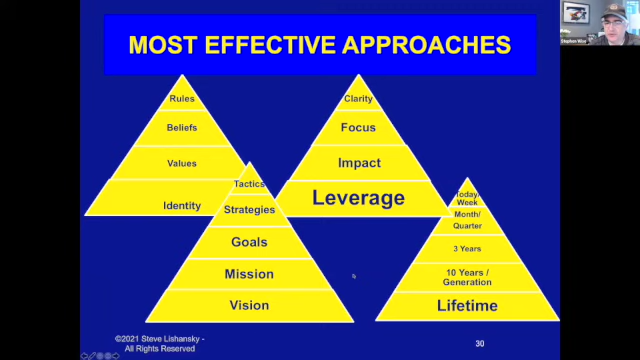 MOST EFFECTIVE APPROACHES
Rules
Beliefs
Values
Identity
Clarity
Focus
Impact
Leverage
Tactics
Strategies
Goals
Mission
Vision
Today/
Week
Month/
Quarter
3 Years
10 Years /
Generation
Lifetime
©2021 Steve Lishansky -
All Rights Reserved
30
Stephen